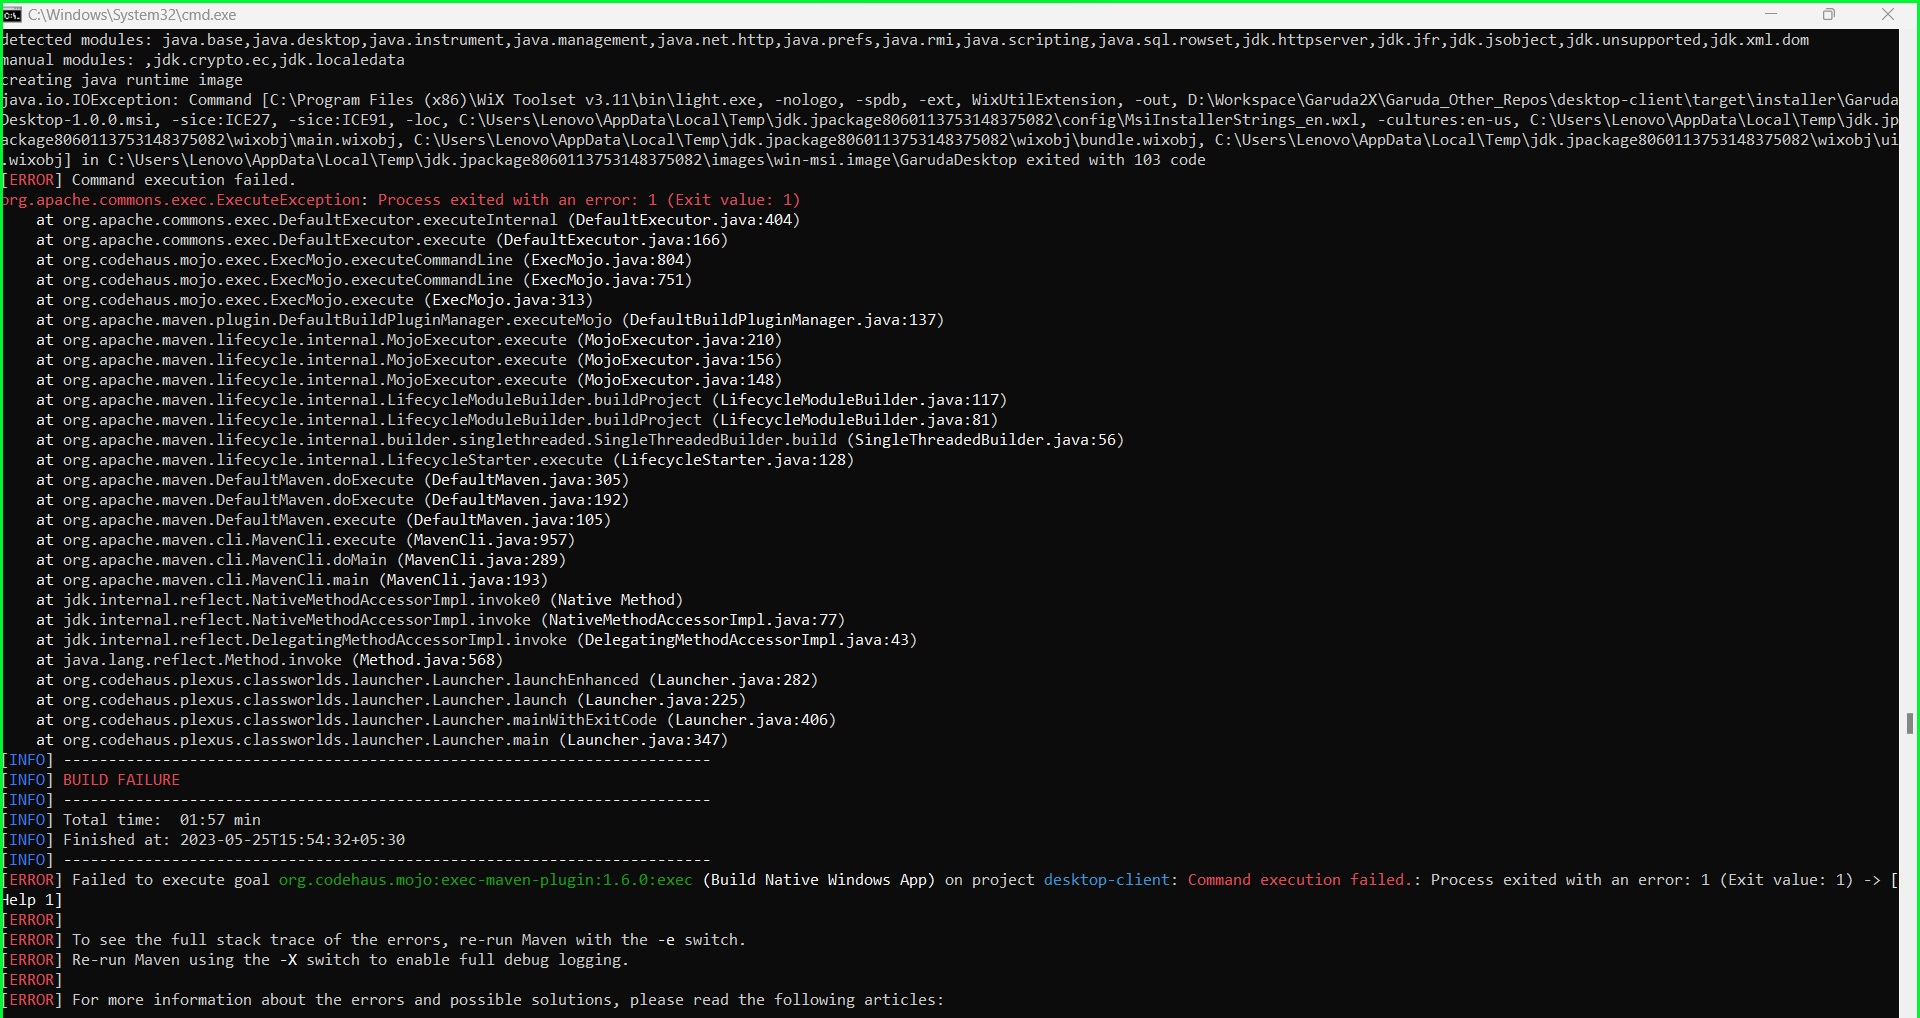 C:\Windows\System32\cmd.exe
detected modules: java.base,java.desktop,java.instrument,java.management,java.net.http,java.prefs,java.rmi,java.scripting,java.sql.rowset,jdk.httpserver,jdk.jfr,jdk.jsobject,jdk.unsupported,jdk.xml.dom
manual modules: ,jdk.crypto.ec,jdk.localedata
creating java runtime image
java.io.IOException: Command [C:\Program Files (x86)\WiX Toolset v3.11\bin\light.exe, -nologo, -spdb, -ext, WixUtilExtension, -out, D:\Workspace\Garuda2X\Garuda_Other_Repos\desktop-client\target\installer\Garuda
Desktop-1.0.0.msi, -sice:ICE27, -sice:ICE91, -loc, C:\Users\Lenovo\AppData\Local\Temp\jdk.jpackage8060113753148375082\config\MsiInstallerStrings_en.wxl, -cultures:en-us, C:\Users\Lenovo\AppData\Local\Temp\jdk.jp
ackage8060113753148375082\wixobj\main.wixobj, C:\Users\Lenovo\AppData\Local\Temp\jdk.jpackage8060113753148375082\wixobj\bundle.wixobj, C:\Users\Lenovo\AppData\Local\Temp\jdk.jpackage8060113753148375082\wixobj\ui
.wixobj] in C:\Users\Lenovo\AppData\Local\Temp\jdk.jpackage8060113753148375082\images\win-msi.image\GarudaDesktop exited with 103 code
[ERROR] Command execution failed.
org.apache.commons.exec.ExecuteException: Process exited with an error: 1 (Exit value: 1)
at org.apache.commons.exec.DefaultExecutor.executeInternal (DefaultExecutor.java:404)
at org.apache.commons.exec.DefaultExecutor.execute (DefaultExecutor.java:166)
at org.codehaus.mojo.exec.ExecMojo.executeCommandLine (ExecMojo.java:804)
at org.codehaus.mojo.exec.ExecMojo.executeCommandLine (ExecMojo.java:751)
at org.codehaus.mojo.exec.ExecMojo.execute (ExecMojo.java:313)
at org.apache.maven.plugin.DefaultBuildPluginManager.executeMojo (DefaultBuildPluginManager.java:137)
at org.apache.maven.lifecycle.internal.MojoExecutor.execute (MojoExecutor.java:210)
at org.apache.maven.lifecycle.internal.MojoExecutor.execute (MojoExecutor.java:156)
at org.apache.maven.lifecycle.internal.MojoExecutor.execute (MojoExecutor.java:148)
at org.apache.maven.lifecycle.internal.LifecycleModuleBuilder.buildProject (LifecycleModuleBuilder.java:117)
at org.apache.maven.lifecycle.internal.LifecycleModuleBuilder.buildProject (LifecycleModuleBuilder.java:81)
at org.apache.maven.lifecycle.internal.builder.singlethreaded.SingleThreadedBuilder.build (SingleThreadedBuilder.java:56)
at org.apache.maven.lifecycle.internal.LifecycleStarter.execute (LifecycleStarter.java:128)
at org.apache.maven.DefaultMaven.doExecute (DefaultMaven.java:305)
at org.apache.maven.DefaultMaven.doExecute (DefaultMaven.java:192)
at org.apache.maven.DefaultMaven.execute (DefaultMaven.java:105)
at org.apache.maven.cli.MavenCli.execute (MavenCli.java:957)
at org.apache.maven.cli.MavenCli.doMain (MavenCli.java:289)
at org.apache.maven.cli.MavenCli.main (MavenCli.java:193)
at jdk.internal.reflect.NativeMethodAccessorImpl.invoke0 (Native Method)
at jdk.internal.reflect.NativeMethodAccessorImpl.invoke (NativeMethodAccessorImpl.java:77)
at jdk.internal.reflect.DelegatingMethodAccessorImpl.invoke (DelegatingMethodAccessorImpl.java:43)
at java.lang.reflect.Method.invoke (Method.java:568)
at org.codehaus.plexus.classworlds.launcher.Launcher.launchEnhanced (Launcher.java:282)
at org.codehaus.plexus.classworlds.launcher.Launcher.launch (Launcher.java:225)
at org.codehaus.plexus.classworlds.launcher.Launcher.mainWithExitCode (Launcher.java:406)
at org.codehaus.plexus.classworlds.launcher.Launcher.main (Launcher.java:347)
[INFO] ------------------------------------------------------------------------
[INFO] BUILD FAILURE
[INFO] ------------------------------------------------------------------------
[INFO] Total time:  01:57 min
[INFO] Finished at: 2023-05-25T15:54:32+05:30
[INFO] ------------------------------------------------------------------------
[ERROR] Failed to execute goal org.codehaus.mojo:exec-maven-plugin:1.6.0:exec (Build Native Windows App) on project desktop-client: Command execution failed.: Process exited with an error: 1 (Exit value: 1) -> [
Help 1]
[ERROR]
[ERROR] To see the full stack trace of the errors, re-run Maven with the -e switch.
[ERROR] Re-run Maven using the -X switch to enable full debug logging.
[ERROR]
[ERROR] For more information about the errors and possible solutions, please read the following articles: